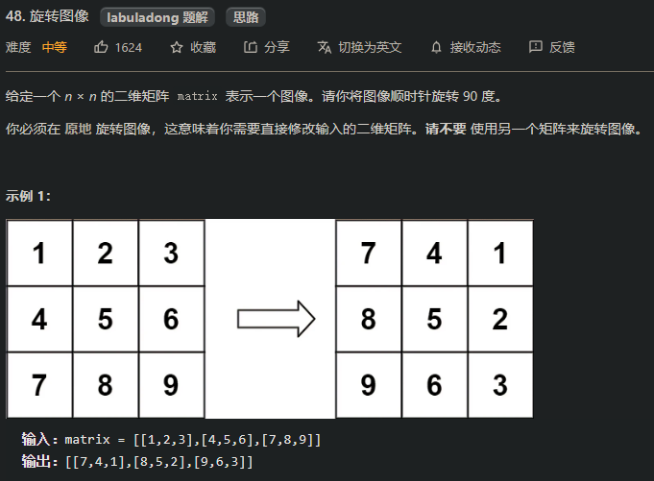 48. 旋转图像 labuladong 题解 思路
难度 中等 1624 收藏 分享 切换为英文 接收动态 反馈
给定一个 n × n 的二维矩阵 matrix 表示一个图像。请你将图像顺时针旋转 90 度。
你必须在 原地 旋转图像，这意味着你需要直接修改输入的二维矩阵。请不要 使用另一个矩阵来旋转图像。
示例 1：
1 2 3 7 4 1
4 5 6 8 5 2
7 8 9 9 6 3
输入：matrix = [[1,2,3],[4,5,6],[7,8,9]]
输出：[[7,4,1],[8,5,2],[9,6,3]]